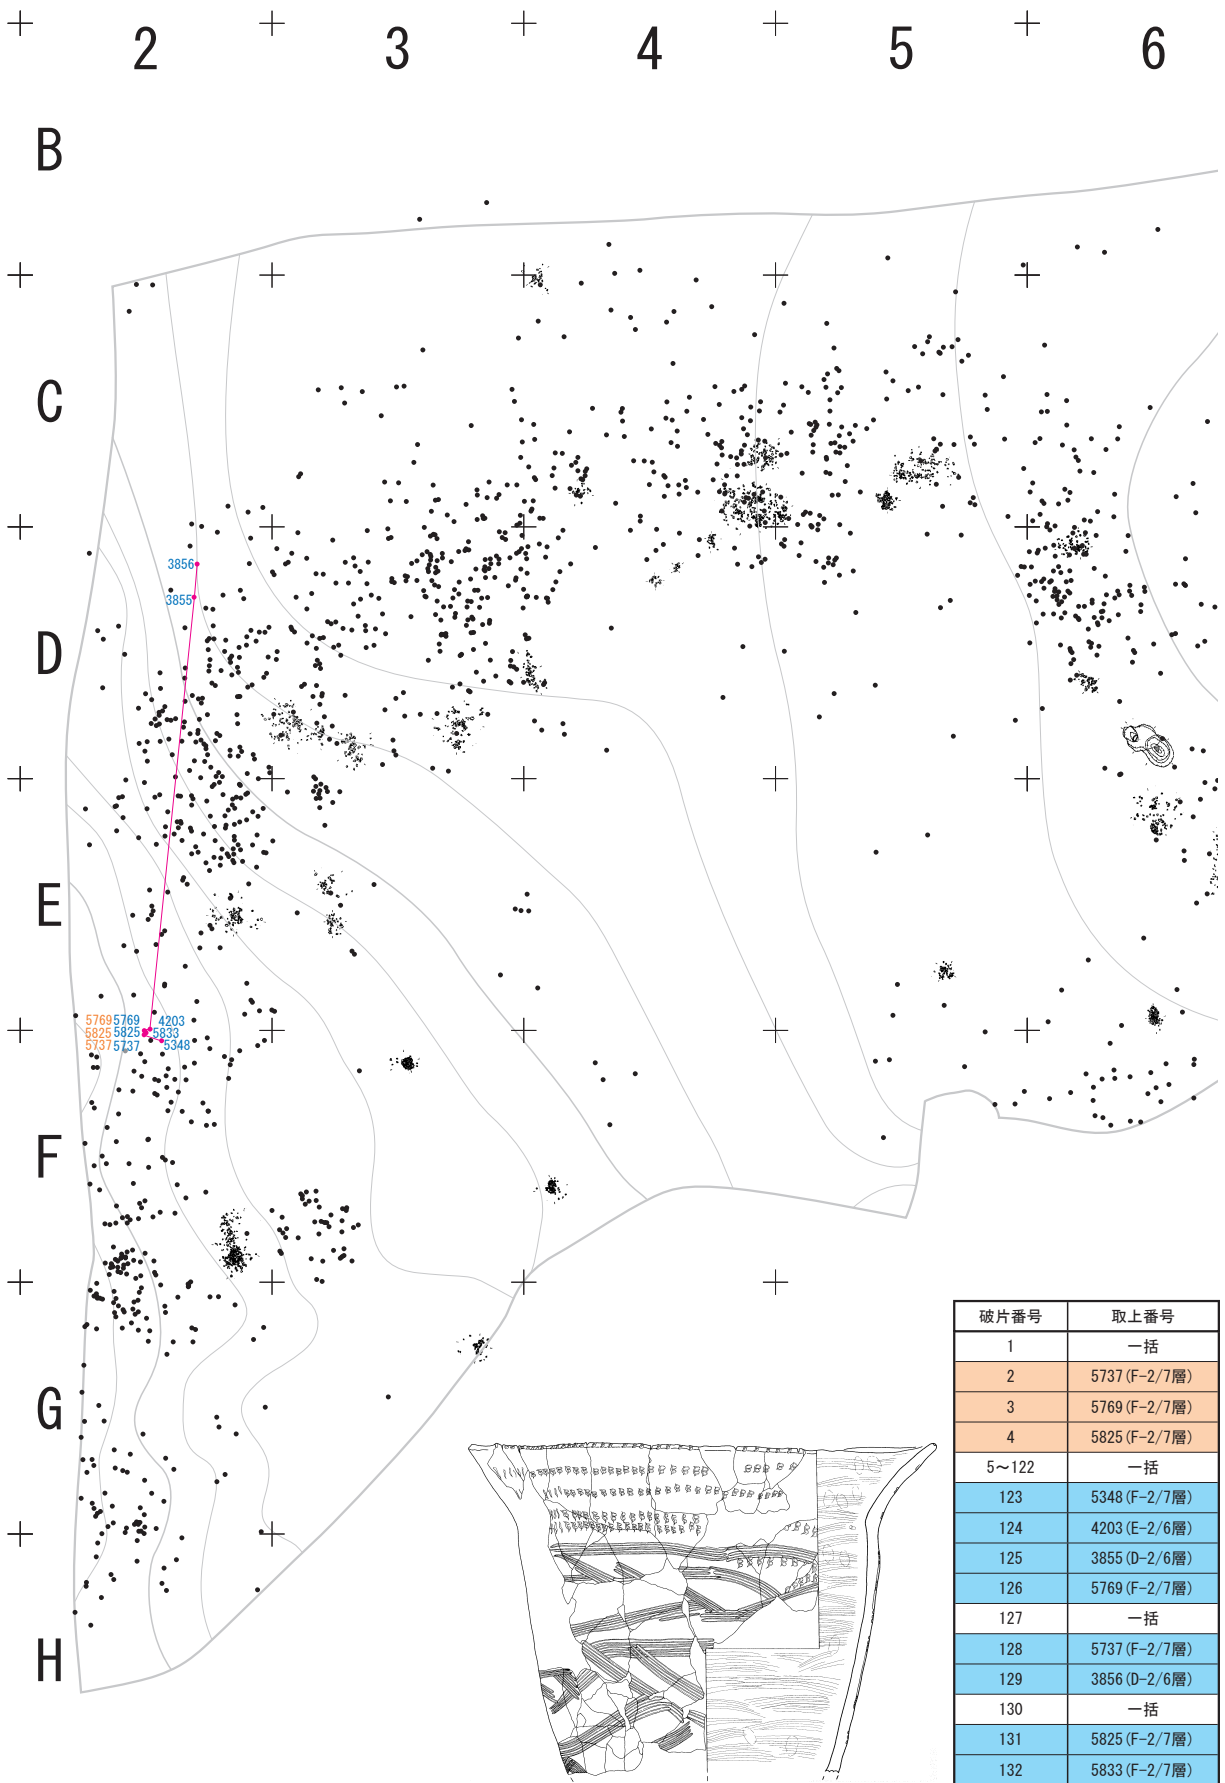 2 3 4 5 6
B
C
3856
3855
D
E
5769 5769 4203
5825 5825 5833
5737 5737 5348
F
G
H
破片番号 取上番号
1 一括
2 5737(F-2/7層)
3 5769(F-2/7層)
4 5825(F-2/7層)
5～122 一括
123 5348(F-2/7層)
124 4203(E-2/6層)
125 3855(D-2/6層)
126 5769(F-2/7層)
127 一括
128 5737(F-2/7層)
129 3856(D-2/6層)
130 一括
131 5825(F-2/7層)
132 5833(F-2/7層)